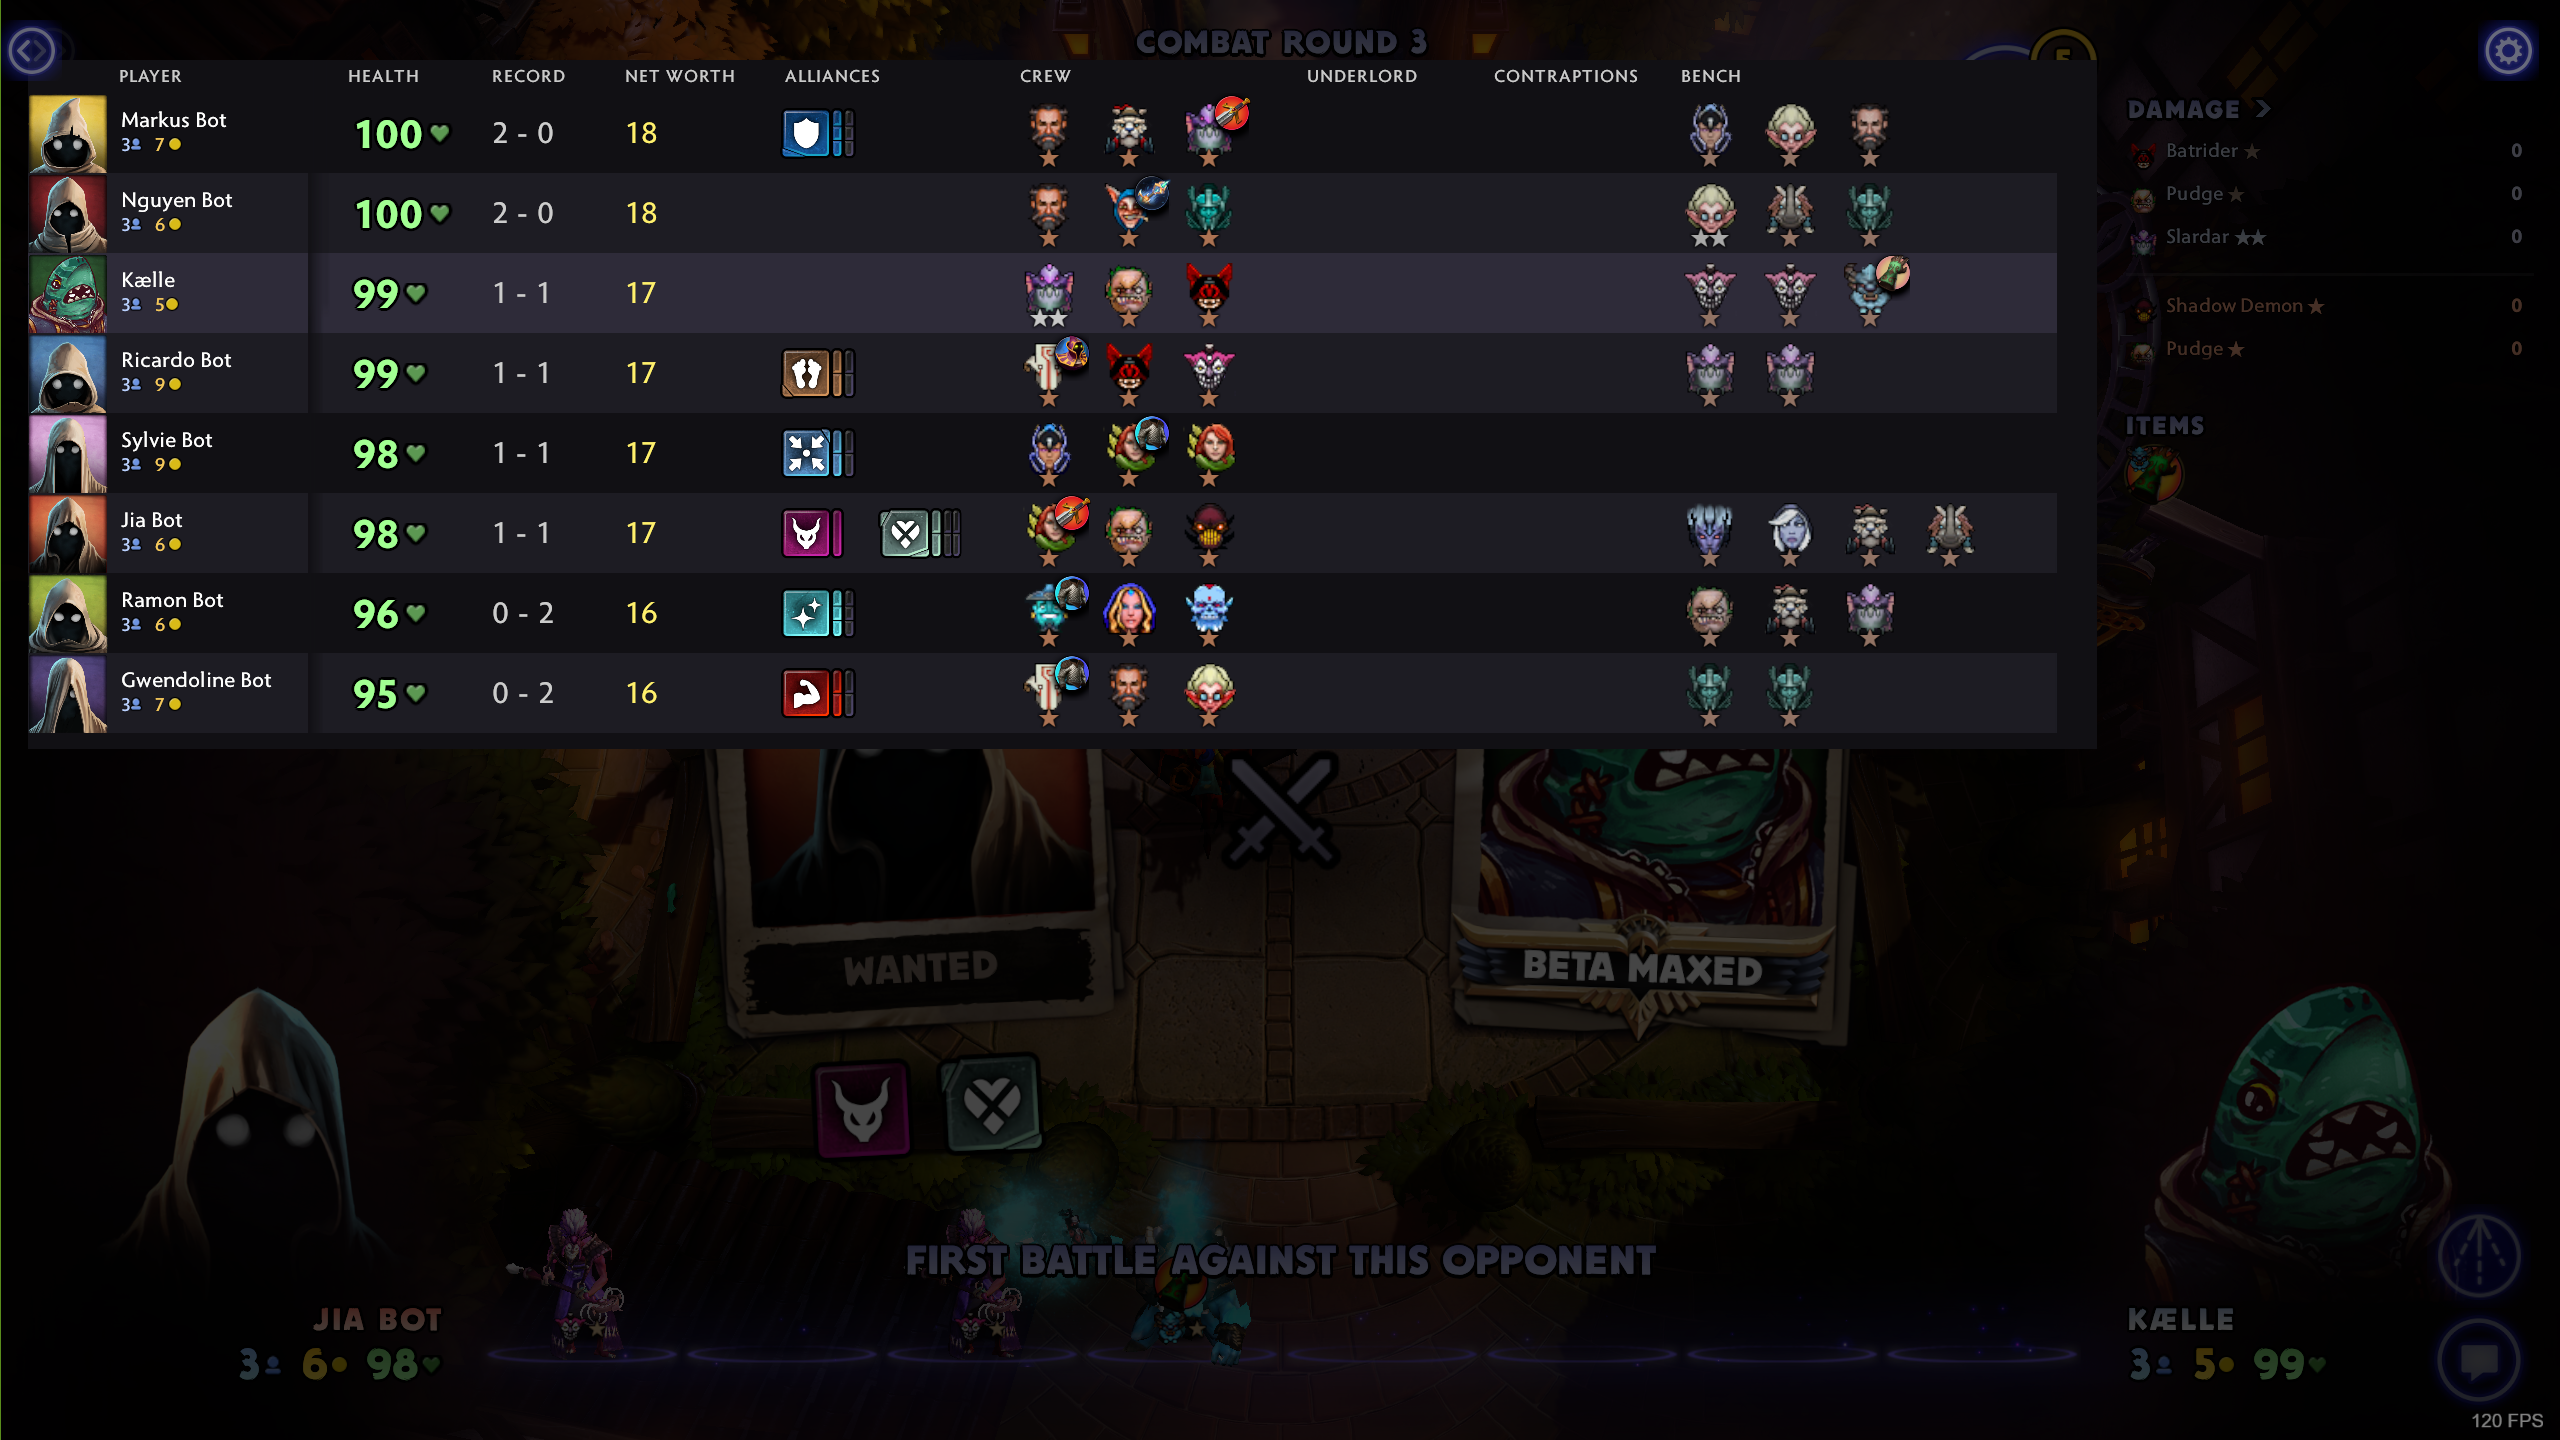 COMBAT ROUND 3
5
PLAYER HEALTH RECORD NET WORTH ALLIANCES CREW UNDERLORD CONTRAPTIONS BENCH
Markus Bot
3 7
100 2 - 0 18
Nguyen Bot
3 6
100 2 - 0 18
Kælle
3 5
99 1 - 1 17
Ricardo Bot
3 9
99 1 - 1 17
Sylvie Bot
3 9
98 1 - 1 17
Jia Bot
3 6
98 1 - 1 17
Ramon Bot
3 6
96 0 - 2 16
Gwendoline Bot
3 7
95 0 - 2 16
DAMAGE
Batrider 0
Pudge 0
Slardar 0
Shadow Demon 0
Pudge 0
ITEMS
WANTED
BETA MAXED
FIRST BATTLE AGAINST THIS OPPONENT
JIA BOT
3 6 98
KÆLLE
3 5 99
120 FPS